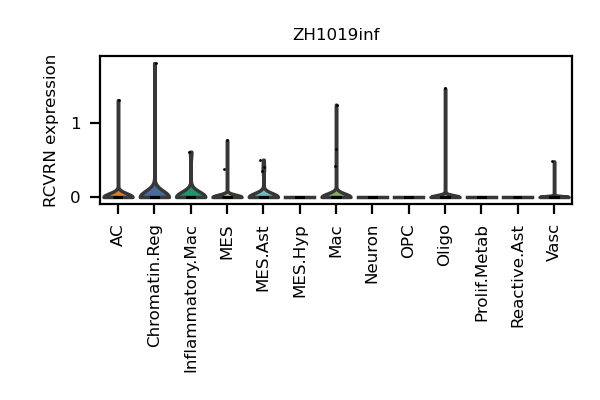 ZH1019inf
RCVRN expression
1
0
AC
Chromatin.Reg
Inflammatory.Mac
MES
MES.Ast
MES.Hyp
Mac
Neuron
OPC
Oligo
Prolif.Metab
Reactive.Ast
Vasc